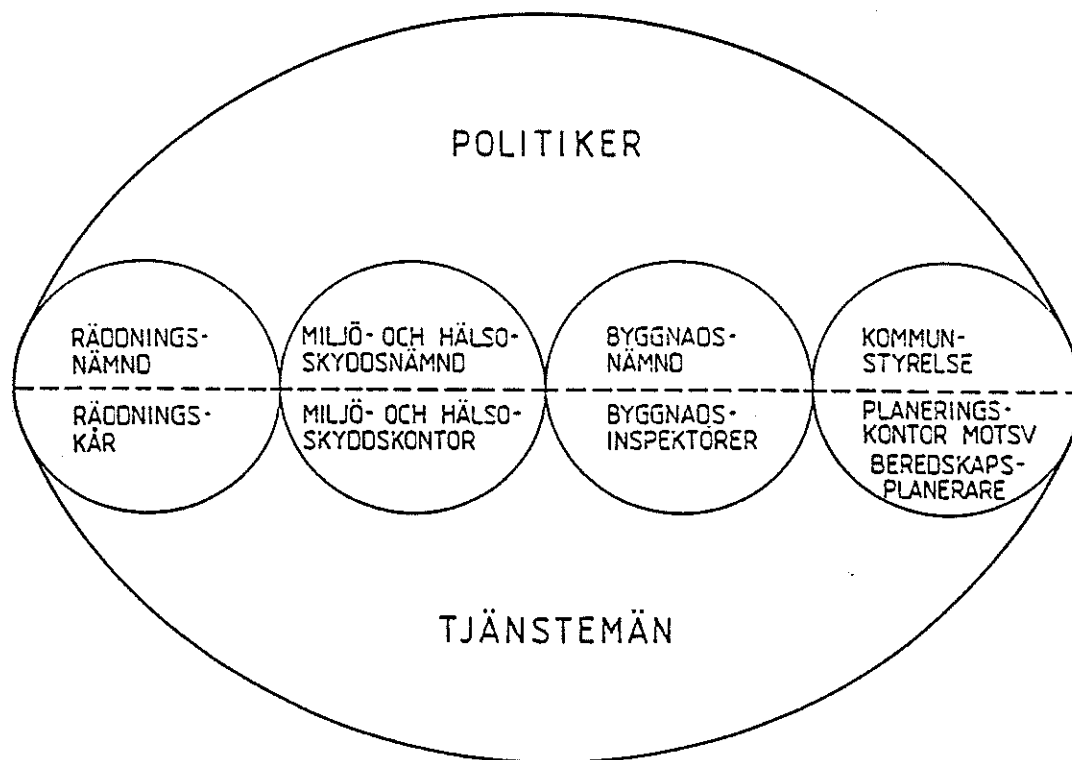 POLITIKER
RÄDDNINGS-
NÄMND
MILJÖ- OCH HÄLSO-
SKYDDSNÄMND
BYGGNADS-
NÄMND
KOMMUN-
STYRELSE
RÄDDNINGS-
KÅR
MILJÖ- OCH HÄLSO-
SKYDDSKONTOR
BYGGNADS-
INSPEKTÖRER
PLANERINGS-
KONTOR MOTSV
BEREDSKAPS-
PLANERARE
TJÄNSTEMÄN